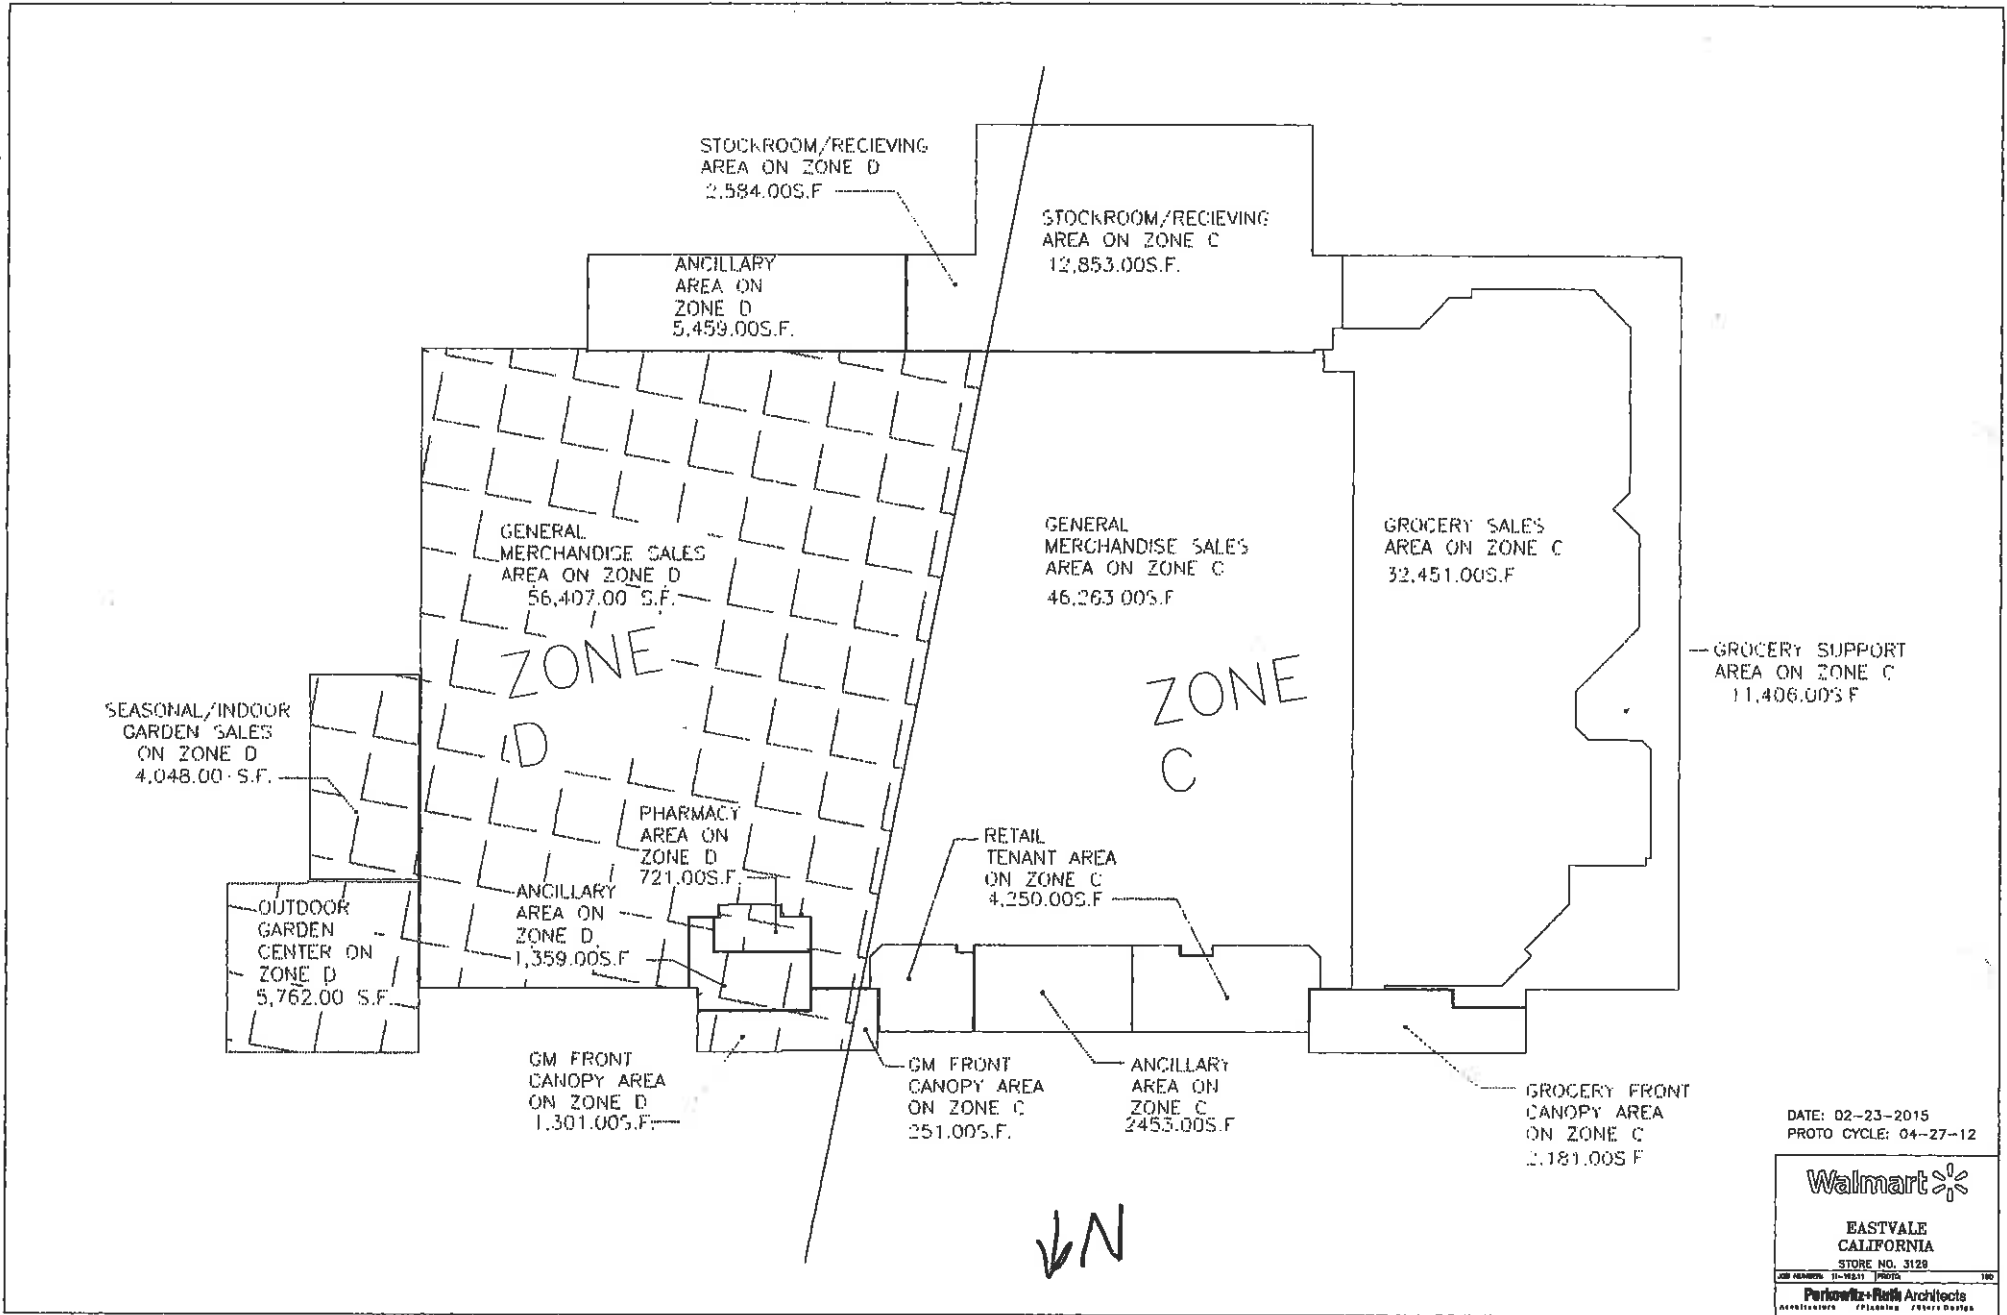 STOCKROOM/RECIEVING
AREA ON ZONE D
2,584.00S.F
STOCKROOM/RECIEVING
AREA ON ZONE C
12,853.00S.F.
ANCILLARY
AREA ON
ZONE D
5,459.00S.F.
GENERAL
MERCHANDISE SALES
AREA ON ZONE D
56,407.00 S.F.
ZONE
D
GENERAL
MERCHANDISE SALES
AREA ON ZONE C
46,263.00S.F
ZONE
C
GROCERY SALES
AREA ON ZONE C
32,451.00S.F
GROCERY SUPPORT
AREA ON ZONE C
11,406.00S.F
SEASONAL/INDOOR
GARDEN SALES
ON ZONE D
4,048.00 S.F.
PHARMACY
AREA ON
ZONE D
721.00S.F.
RETAIL
TENANT AREA
ON ZONE C
4,250.00S.F
ANCILLARY
AREA ON
ZONE D
1,359.00S.F
OUTDOOR
GARDEN
CENTER ON
ZONE D
5,762.00 S.F.
GM FRONT
CANOPY AREA
ON ZONE D
1,301.00S.F.
GM FRONT
CANOPY AREA
ON ZONE C
251.00S.F.
ANCILLARY
AREA ON
ZONE C
2453.00S.F
GROCERY FRONT
CANOPY AREA
ON ZONE C
2,181.00S.F
N
DATE: 02-23-2015
PROTO CYCLE: 04-27-12
Walmart
EASTVALE
CALIFORNIA
STORE NO. 3129
JOB NUMBER: PROTO:
Perkowitz+Ruth Architects